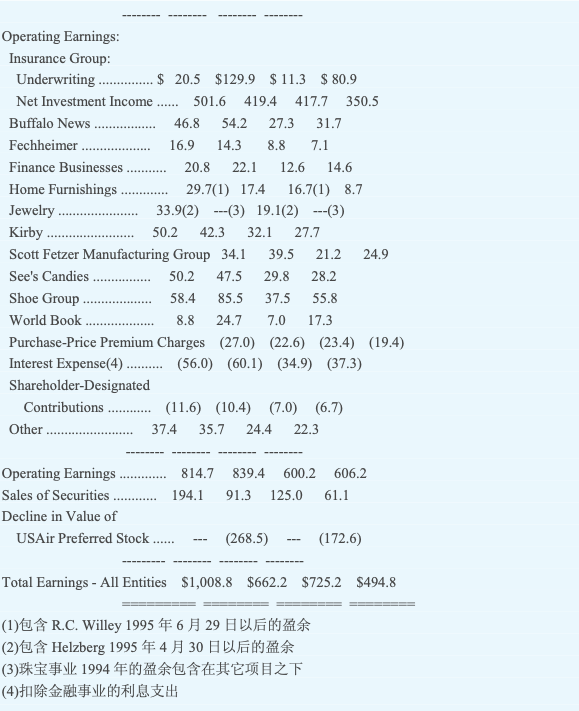 -------- -------- -------- --------
Operating Earnings:
Insurance Group:
Underwriting ............... $ 20.5 $129.9 $ 11.3 $ 80.9
Net Investment Income ...... 501.6 419.4 417.7 350.5
Buffalo News ................. 46.8 54.2 27.3 31.7
Fechheimer ................... 16.9 14.3 8.8 7.1
Finance Businesses ........... 20.8 22.1 12.6 14.6
Home Furnishings ............. 29.7(1) 17.4 16.7(1) 8.7
Jewelry ...................... 33.9(2) ---(3) 19.1(2) ---(3)
Kirby ........................ 50.2 42.3 32.1 27.7
Scott Fetzer Manufacturing Group 34.1 39.5 21.2 24.9
See's Candies ................ 50.2 47.5 29.8 28.2
Shoe Group ................... 58.4 85.5 37.5 55.8
World Book ................... 8.8 24.7 7.0 17.3
Purchase-Price Premium Charges (27.0) (22.6) (23.4) (19.4)
Interest Expense(4) .......... (56.0) (60.1) (34.9) (37.3)
Shareholder-Designated
Contributions ............ (11.6) (10.4) (7.0) (6.7)
Other ........................ 37.4 35.7 24.4 22.3
-------- -------- -------- --------
Operating Earnings ............. 814.7 839.4 600.2 606.2
Sales of Securities ............ 194.1 91.3 125.0 61.1
Decline in Value of
USAir Preferred Stock ...... --- (268.5) --- (172.6)
--------- -------- -------- --------
Total Earnings - All Entities $1,008.8 $662.2 $725.2 $494.8
========= ======== ======== ========
(1)包含 R.C. Willey 1995 年 6 月 29 日以后的盈余
(2)包含 Helzberg 1995 年 4 月 30 日以后的盈余
(3)珠宝事业 1994 年的盈余包含在其它项目之下
(4)扣除金融事业的利息支出